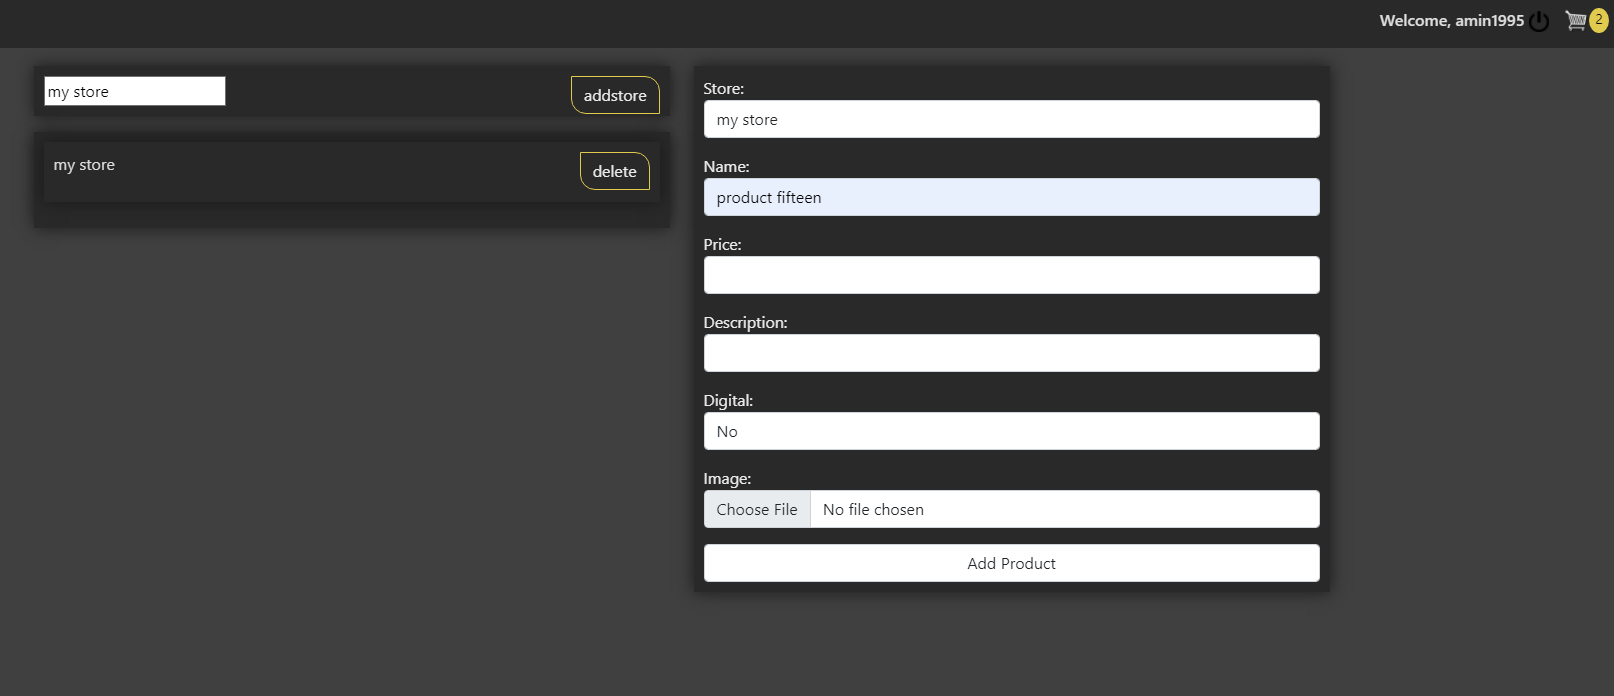 Welcome, amin1995 2
my store addstore
my store delete
Store:
my store
Name:
product fifteen
Price:
Description:
Digital:
No
Image:
Choose File No file chosen
Add Product